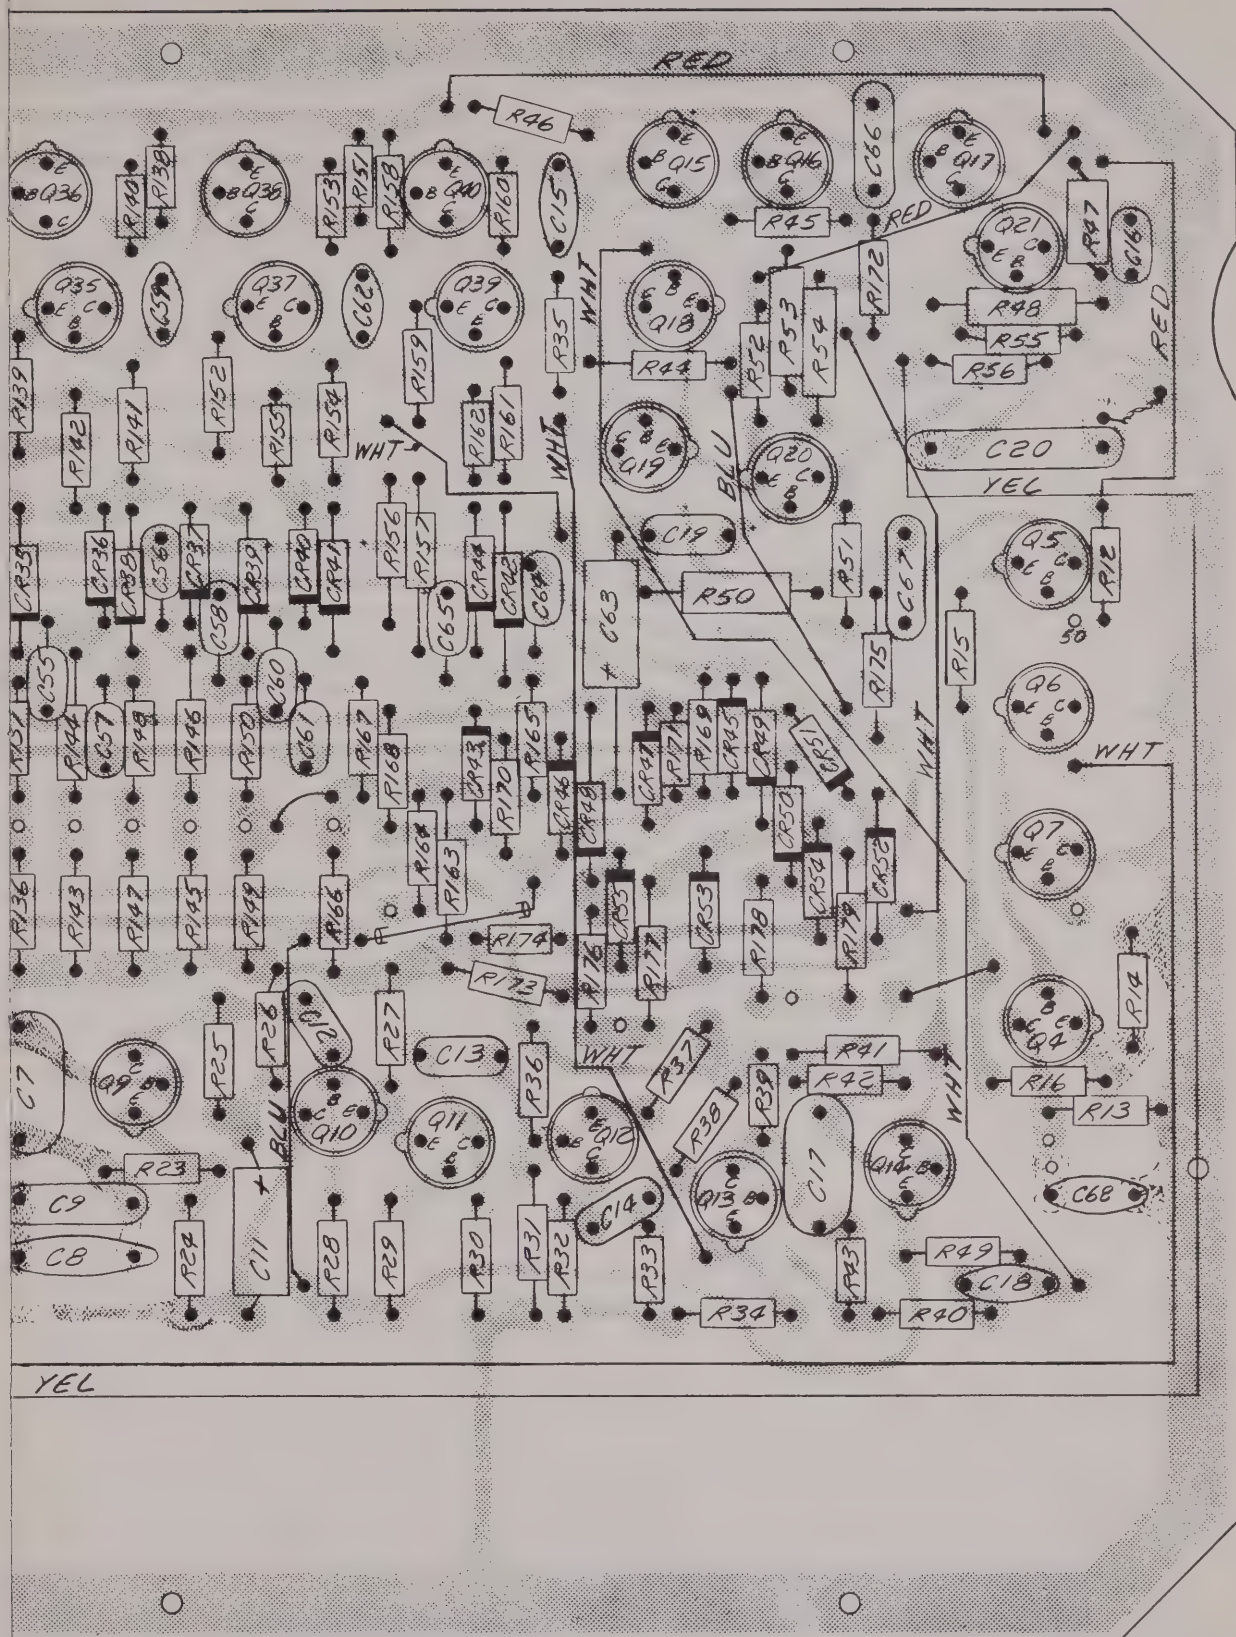 RED
R46
E B Q15 C
E B Q16 C
C66
E B Q17 C
E B Q36 C
R140
R138
E B Q38 C
R153
R151
R158
E B Q40 C
R160
C15
R45
RED
R172
Q21 E C B
R47
C169
Q35 E C B
C59
Q37 E C B
C62
Q39 E C B
R159
R35
WHT
C B E Q18
R44
R52
R53
R54
R48
R55
R56
RED
R139
R142
R141
R152
R155
R154
WHT
R162
R161
WHT
C B E Q19
BLU
Q20 E C B
C20
YEL
CR35
CR36
CR38
C56
CR37
C58
CR39
CR40
CR41
R156
R157
C65
CR44
CR42
C64
C63
+
C19
R50
R51
C67
R175
R15
Q5 E C B
R12
50
C55
R137
R144
C57
R148
R146
R150
C60
C61
R167
R168
CR43
R170
R165
CR46
CR48
CR47
R171
R169
CR45
CR49
CR51
CR50
CR54
CR52
WHT
Q6 E C B
WHT
Q7 C E B
R136
R143
R147
R145
R149
R166
R164
R163
R174
R173
R176
CR55
R177
CR53
R178
R179
R14
C7
Q9 C B E
R25
R26
C12
R27
C13
R36
WHT
R37
R38
R39
R41
R42
WHT
B C E Q4
R16
R13
BLU
B C E Q10
Q11 E C B
E B Q12 C
C17
E Q14 B C
C68
R23
C9
C8
R24
+
C11
R28
R29
R30
R31
R32
C14
R33
C Q13 B E
R43
R49
C18
R34
R40
YEL